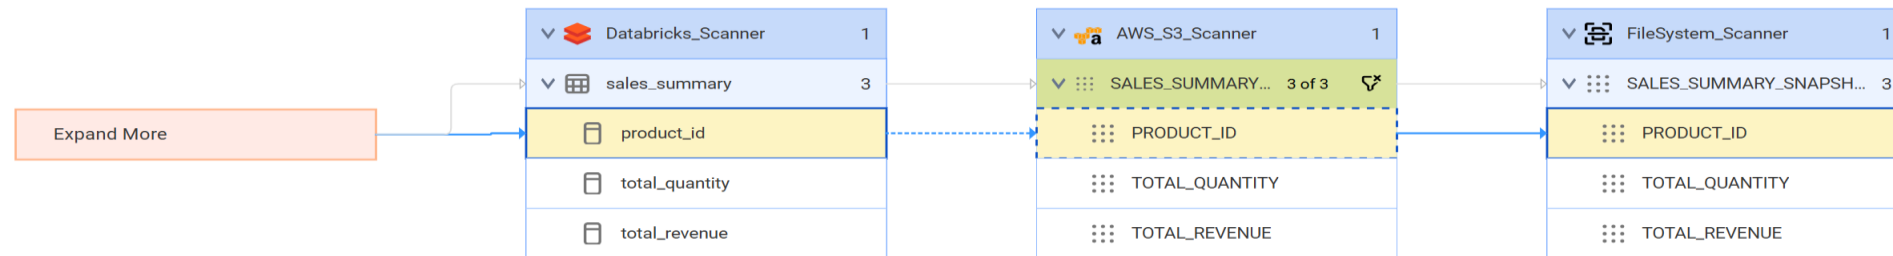 Databricks_Scanner 1
AWS_S3_Scanner 1
FileSystem_Scanner 1
sales_summary 3
SALES_SUMMARY... 3 of 3
SALES_SUMMARY_SNAPSH... 3
Expand More
product_id
PRODUCT_ID
PRODUCT_ID
total_quantity
TOTAL_QUANTITY
TOTAL_QUANTITY
total_revenue
TOTAL_REVENUE
TOTAL_REVENUE